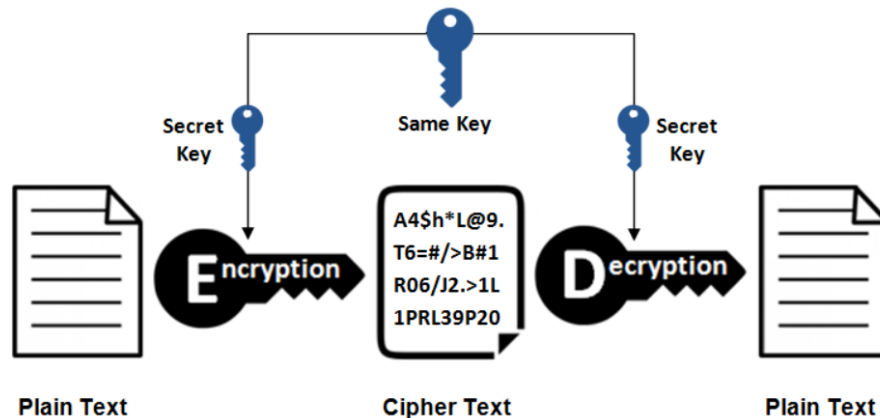 Same Key
Secret
Key
Secret
Key
Encryption
A4$h*L@9.
T6=#/>B#1
R06/J2.>1L
1PRL39P20
Decryption
Plain Text
Cipher Text
Plain Text